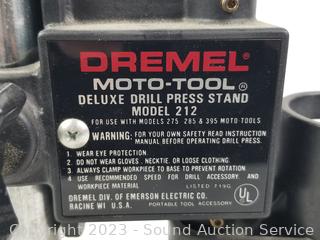 DREMEL
MOTO-TOOL®
DELUXE DRILL PRESS STAND
MODEL 212
FOR USE WITH MODELS 275 285 & 395 MOTO-TOOLS
WARNING: FOR YOUR OWN SAFETY READ INSTRUCTION
MANUAL BEFORE OPERATING DRILL PRESS.
1. WEAR EYE PROTECTION.
2. DO NOT WEAR GLOVES, NECKTIE, OR LOOSE CLOTHING.
3. ALWAYS CLAMP WORKPIECE TO BASE TO PREVENT ROTATION.
4. USE RECOMMENDED SPEED FOR DRILL ACCESSORY, AND
WORKPIECE MATERIAL
LISTED 719G
UL
DREMEL DIV. OF EMERSON ELECTRIC CO.
RACINE WI U.S.A. PORTABLE TOOL ACCESSORY
Copyright 2023 - Sound Auction Service